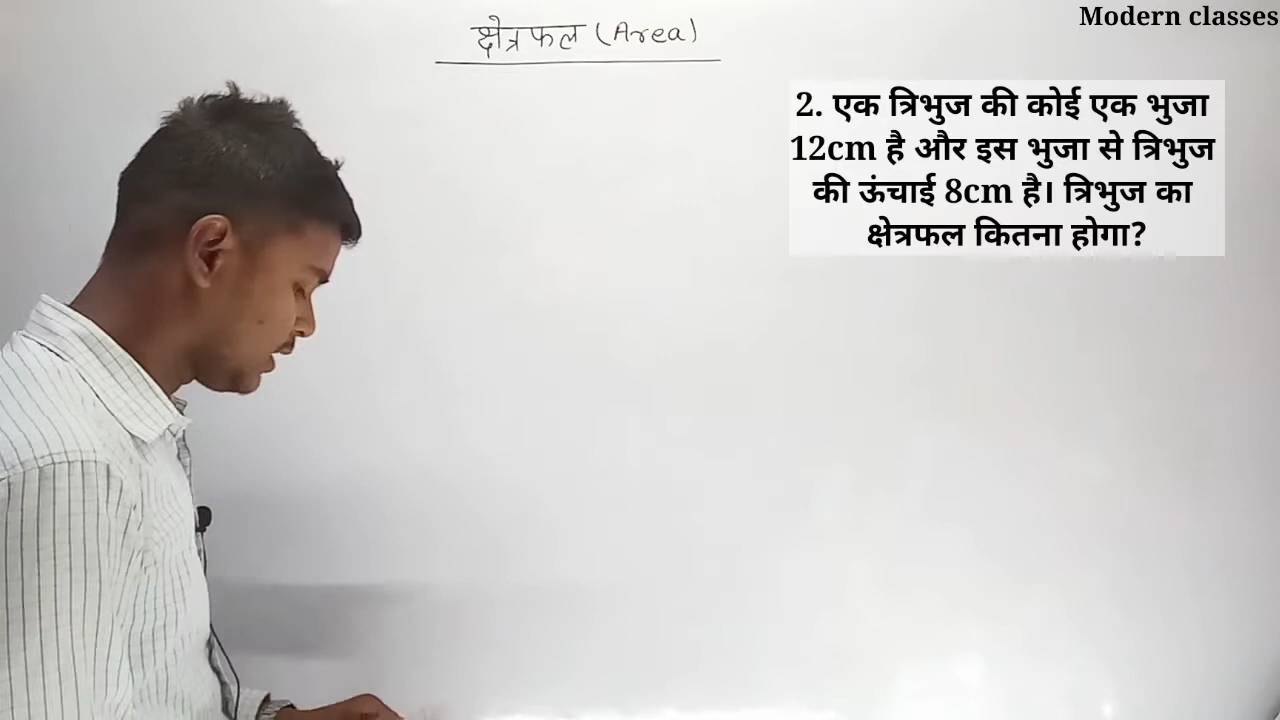 Modern classes
क्षेत्रफल (Area)
2. एक त्रिभुज की कोई एक भुजा
12cm है और इस भुजा से त्रिभुज
की ऊंचाई 8cm है। त्रिभुज का
क्षेत्रफल कितना होगा?